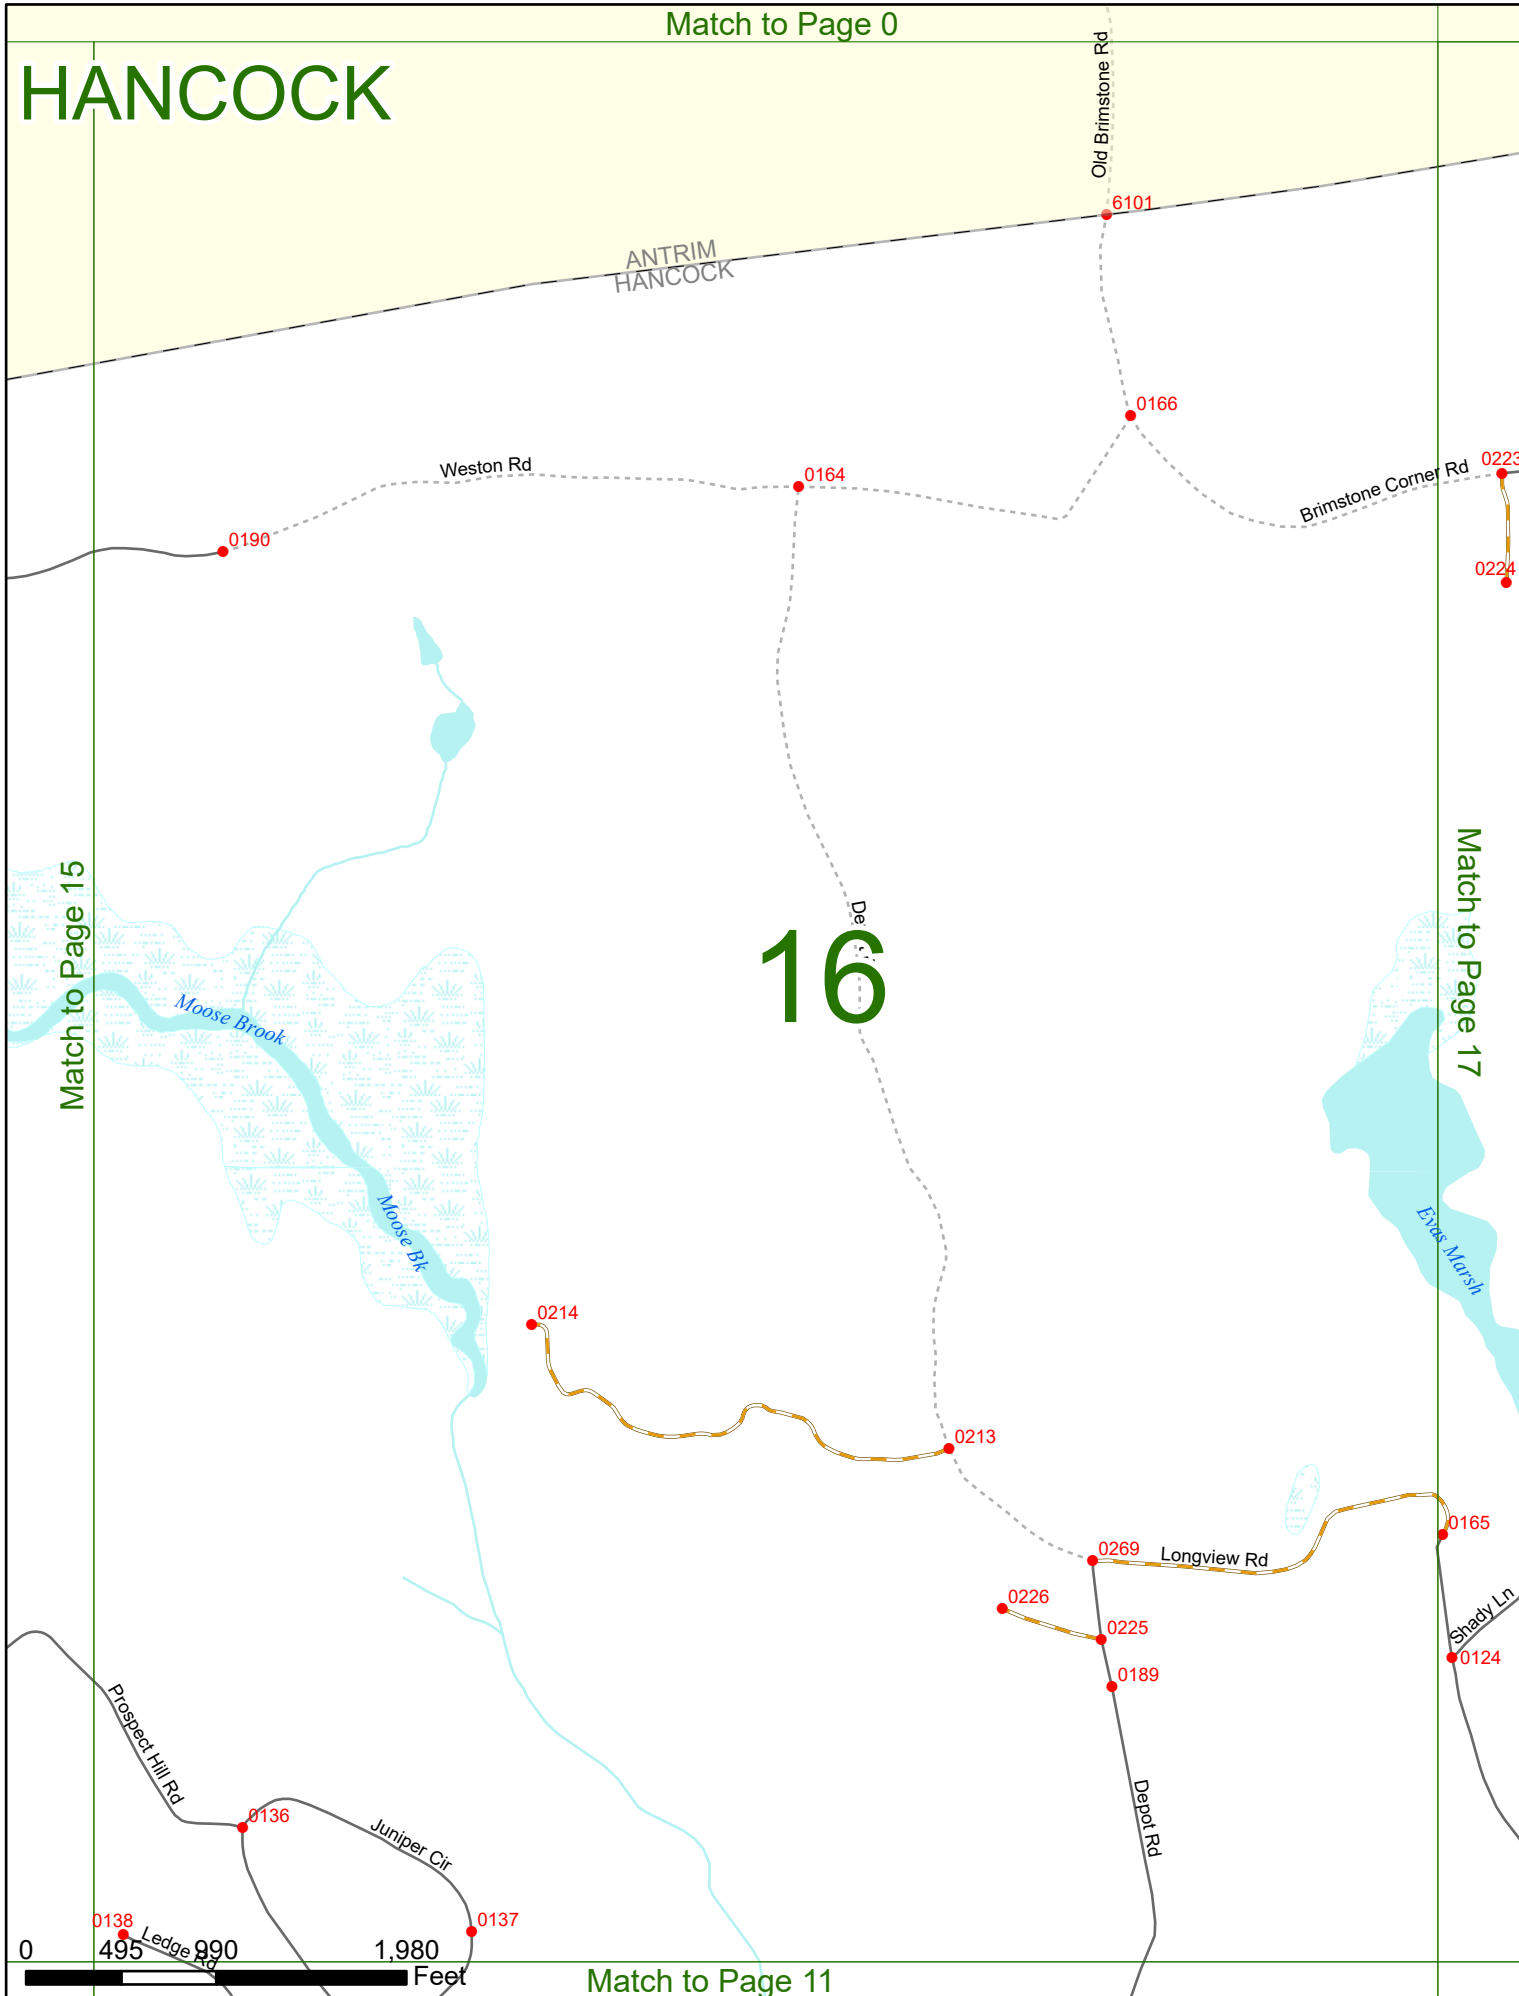 Match to Page 0
HANCOCK
Old Brimstone Rd
6101
ANTRIM
HANCOCK
0166
Weston Rd
0164
Brimstone Corner Rd
0223
0190
0224
Match to Page 15
Match to Page 17
16
Moose Brook
Moose Bk
Evas Marsh
0214
0213
0165
0269
Longview Rd
0226
0225
Shady Ln
0124
0189
Prospect Hill Rd
Depot Rd
0136
Juniper Cir
0138
Ledge Rd
0137
0 495 990 1,980
Feet
Match to Page 11